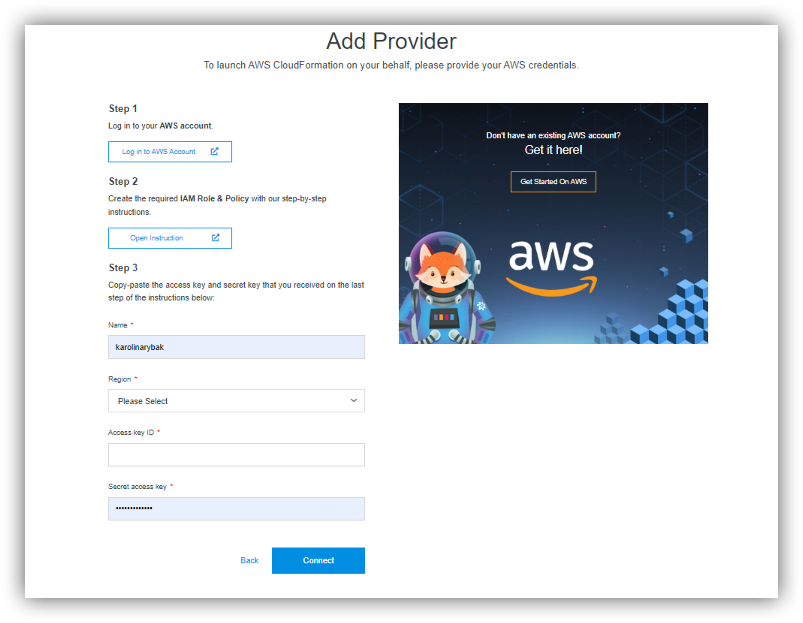 Add Provider
To launch AWS CloudFormation on your behalf, please provide your AWS credentials.
Step 1
Log in to your AWS account.
Log in to AWS Account
Step 2
Create the required IAM Role & Policy with our step-by-step
instructions.
Open Instruction
Step 3
Copy-paste the access key and secret key that you received on the last
step of the instructions below:
Name *
karolinarybak
Region *
Please Select
Access key ID *
Secret access key *
•••••••••••••
Back
Connect
Don't have an existing AWS account?
Get it here!
Get Started On AWS
aws